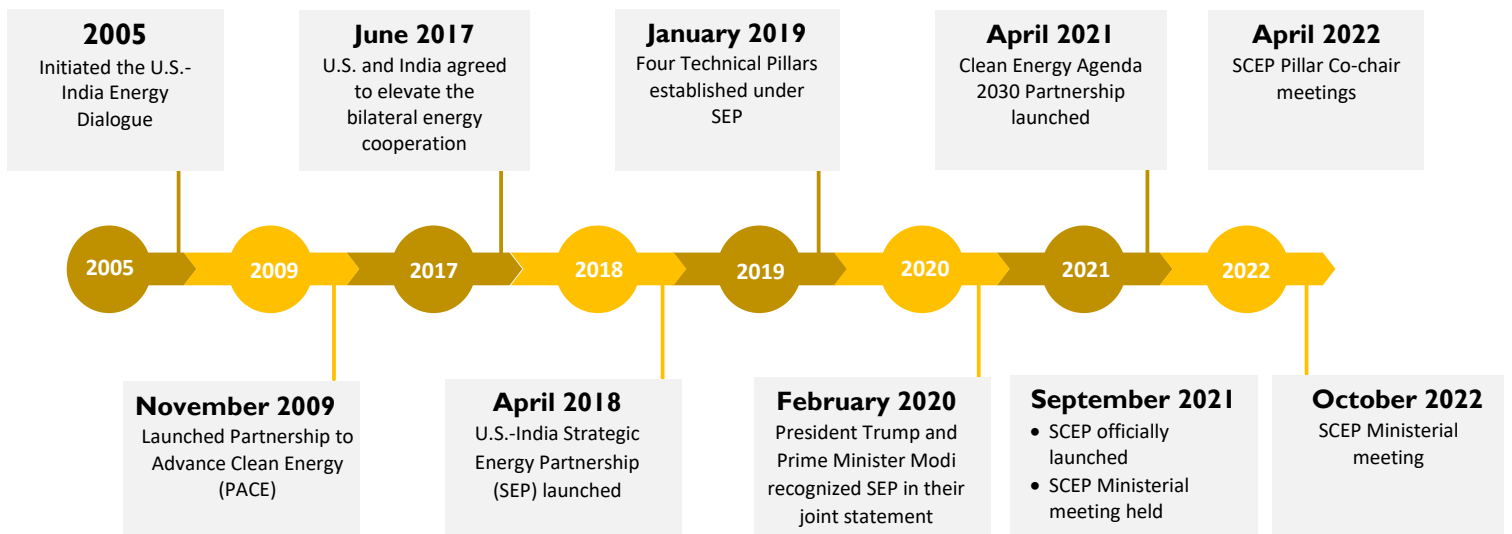 2005
Initiated the U.S.-
India Energy
Dialogue
June 2017
U.S. and India agreed
to elevate the
bilateral energy
cooperation
January 2019
Four Technical Pillars
established under
SEP
April 2021
Clean Energy Agenda
2030 Partnership
launched
April 2022
SCEP Pillar Co-chair
meetings
2005
2009
2017
2018
2019
2020
2021
2022
November 2009
Launched Partnership to
Advance Clean Energy
(PACE)
April 2018
U.S.-India Strategic
Energy Partnership
(SEP) launched
February 2020
President Trump and
Prime Minister Modi
recognized SEP in their
joint statement
September 2021
• SCEP officially
launched
• SCEP Ministerial
meeting held
October 2022
SCEP Ministerial
meeting